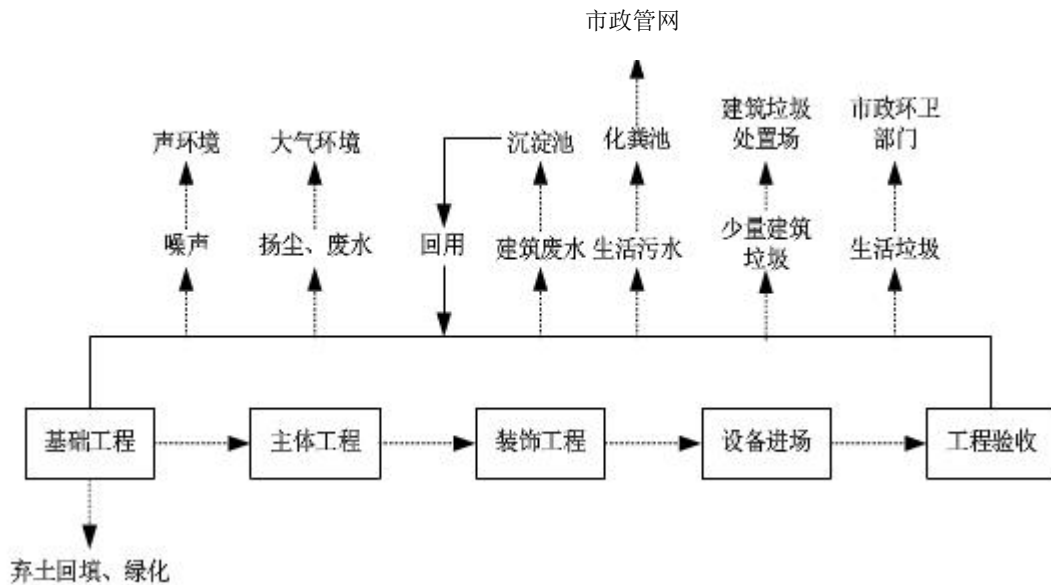 市政管网
声环境
大气环境
沉淀池
化粪池
建筑垃圾
处置场
市政环卫
部门
噪声
扬尘、废水
回用
建筑废水
生活污水
少量建筑
垃圾
生活垃圾
基础工程
主体工程
装饰工程
设备进场
工程验收
弃土回填、绿化